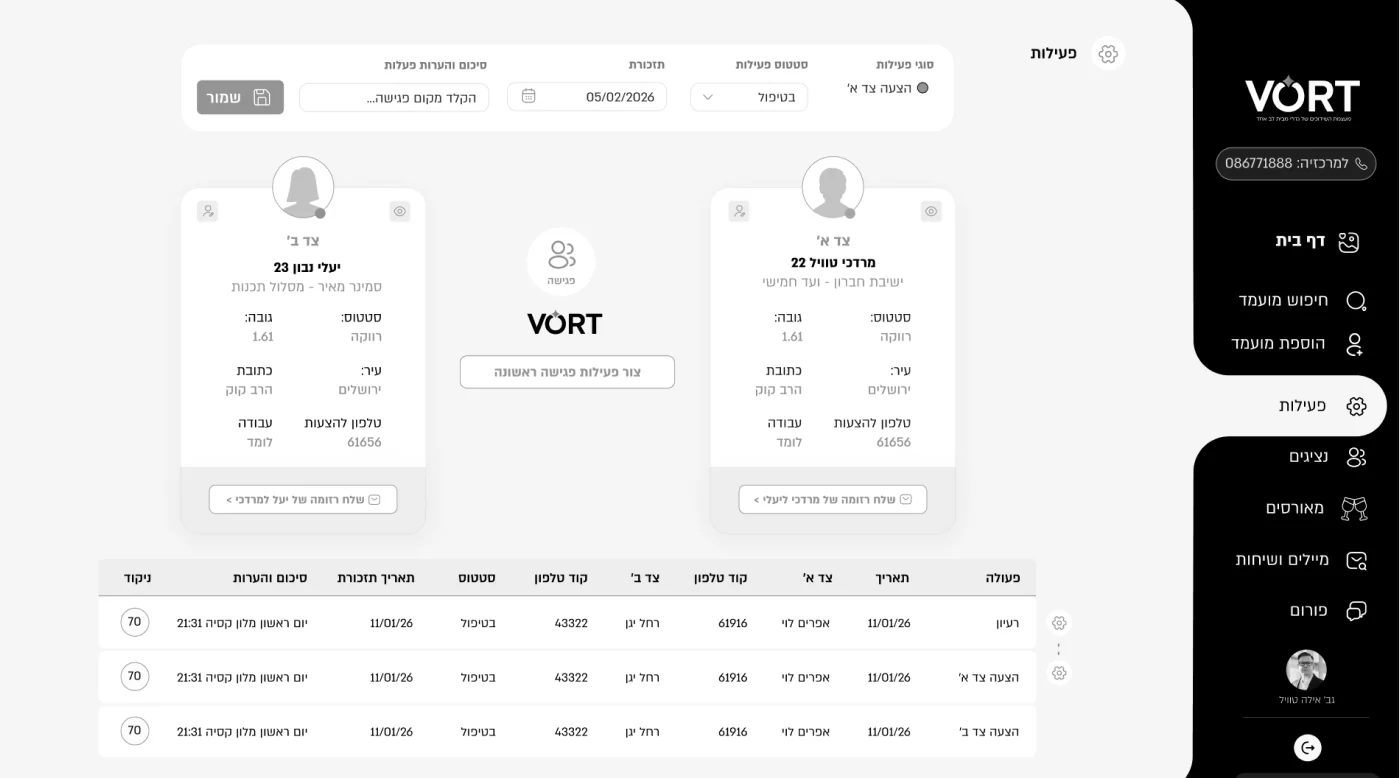 VORT
מעצמת השידוכים של נדרי מבית לב אחד
למרכזיה: 086771888
דף בית
חיפוש מועמד
הוספת מועמד
פעילות
נציגים
מאורסים
מיילים ושיחות
פורום
גב' אילה טוויל
פעילות
סוגי פעילות
הצעה צד א'
סטטוס פעילות
בטיפול
תזכורת
05/02/2026
סיכום והערות פעלות
הקלד מקום פגישה...
שמור
צד א'
מרדכי טוויל 22
ישיבת חברון - ועד חמישי
סטטוס: גובה:
רווקה 1.61
עיר: כתובת
ירושלים הרב קוק
טלפון להצעות עבודה
61656 לומד
שלח רזומה של מרדכי ליעלי >
פגישה
VORT
צור פעילות פגישה ראשונה
צד ב'
יעלי נבון 23
סמינר מאיר - מסלול תכנות
סטטוס: גובה:
רווקה 1.61
עיר: כתובת
ירושלים הרב קוק
טלפון להצעות עבודה
61656 לומד
שלח רזומה של יעל למרדכי >
פעולה תאריך צד א' קוד טלפון צד ב' קוד טלפון סטטוס תאריך תזכורת סיכום והערות ניקוד
רעיון 11/01/26 אפרים לוי 61916 רחל יגן 43322 בטיפול 11/01/26 יום ראשון מלון קסיה 21:31 70
הצעה צד א' 11/01/26 אפרים לוי 61916 רחל יגן 43322 בטיפול 11/01/26 יום ראשון מלון קסיה 21:31 70
הצעה צד ב' 11/01/26 אפרים לוי 61916 רחל יגן 43322 בטיפול 11/01/26 יום ראשון מלון קסיה 21:31 70